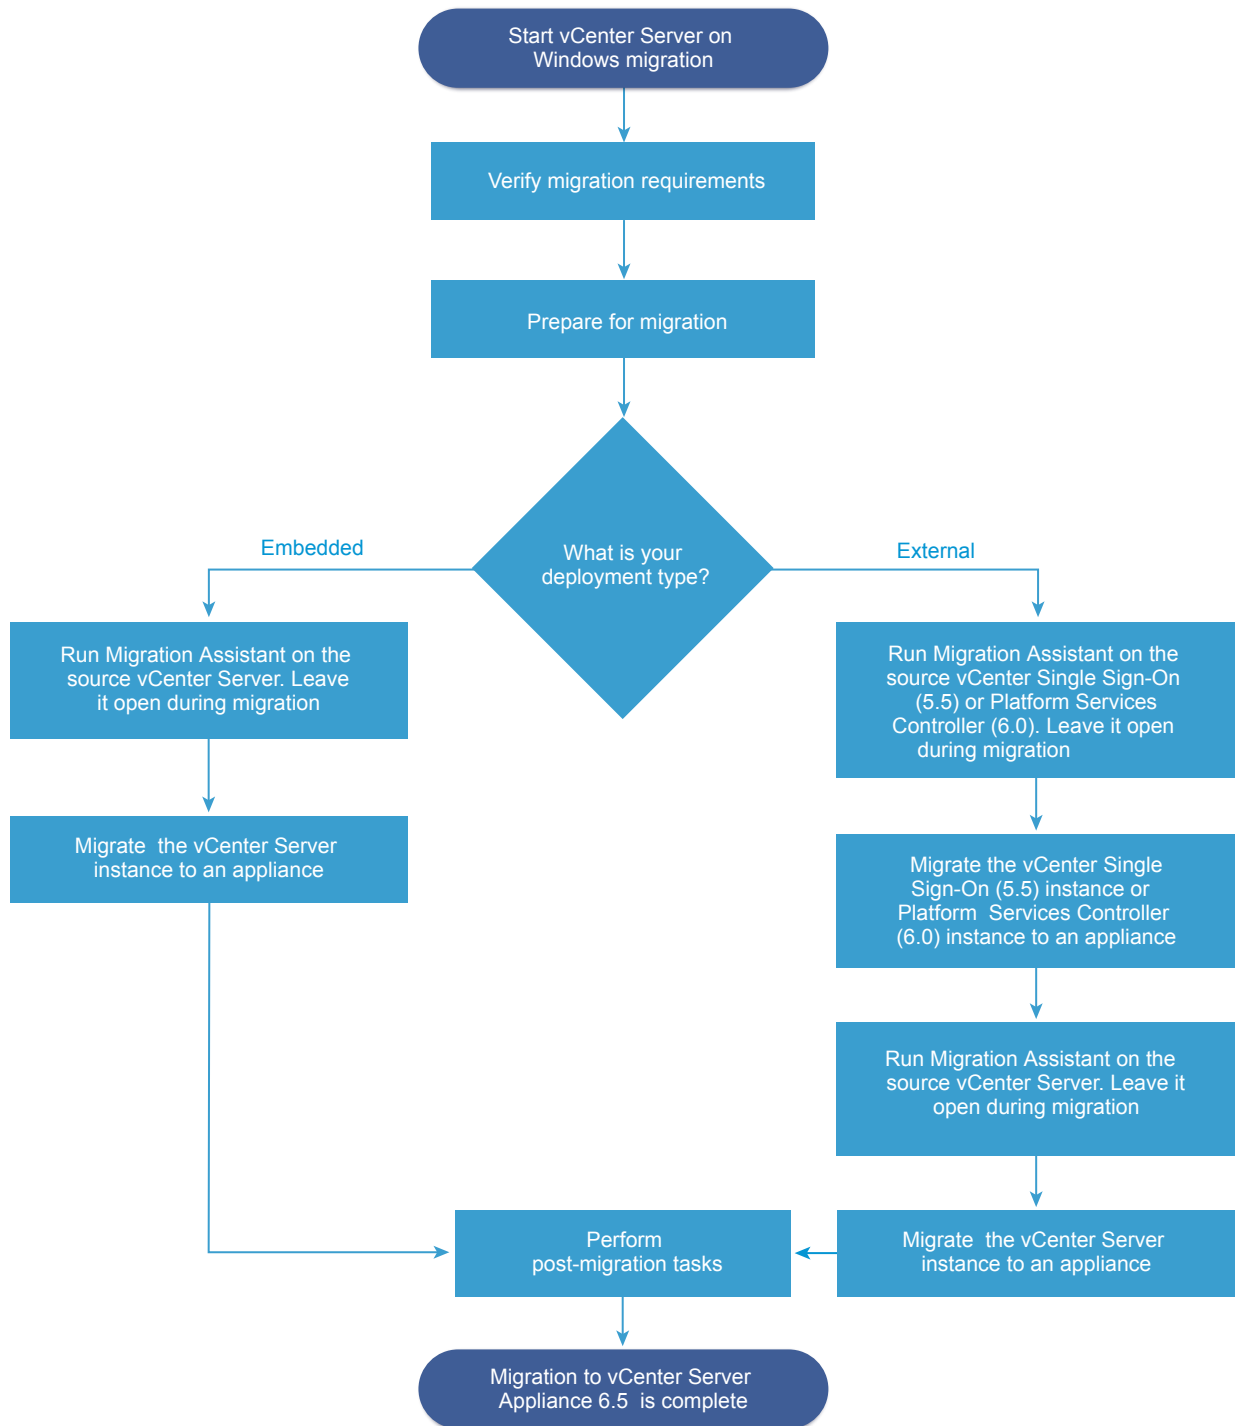 Start vCenter Server on
Windows migration
Verify migration requirements
Prepare for migration
What is your
deployment type?
Embedded
External
Run Migration Assistant on the
source vCenter Server. Leave
it open during migration
Migrate  the vCenter Server
instance to an appliance
Run Migration Assistant on the
source vCenter Single Sign-On
(5.5) or Platform Services
Controller (6.0). Leave it open
during migration
Migrate the vCenter Single
Sign-On (5.5) instance or
Platform  Services Controller
(6.0) instance to an appliance
Run Migration Assistant on the
source vCenter Server. Leave it
open during migration
Migrate  the vCenter Server
instance to an appliance
Perform
post-migration tasks
Migration to vCenter Server
Appliance 6.5  is complete